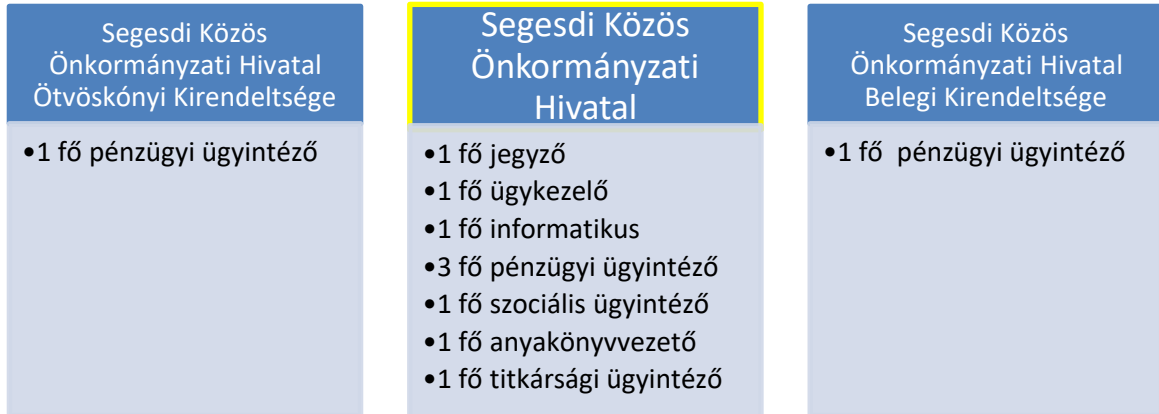 Segesdi Közös
Önkormányzati Hivatal
Ötvöskónyi Kirendeltsége
•1 fő pénzügyi ügyintéző
Segesdi Közös
Önkormányzati
Hivatal
•1 fő jegyző
•1 fő ügykezelő
•1 fő informatikus
•3 fő pénzügyi ügyintéző
•1 fő szociális ügyintéző
•1 fő anyakönyvvezető
•1 fő titkársági ügyintéző
Segesdi Közös
Önkormányzati Hivatal
Belegi Kirendeltsége
•1 fő  pénzügyi ügyintéző